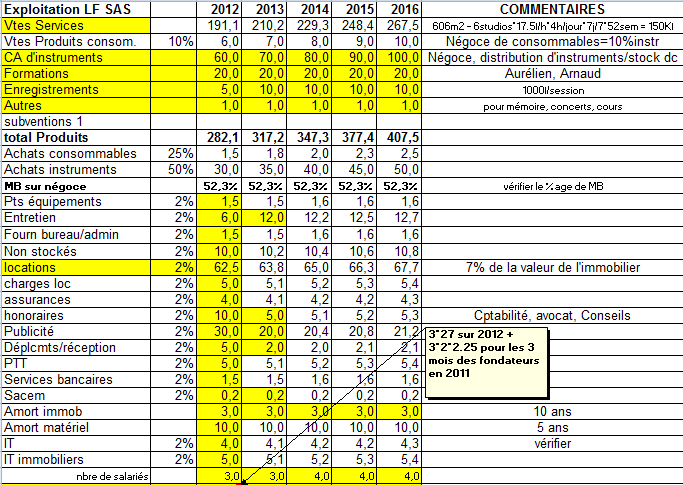 Exploitation LF SAS 2012 2013 2014 2015 2016 COMMENTAIRES
Vtes Services 191,1 210,2 229,3 248,4 267,5 606m2 - 6studios*17.5I/h*4h/jour*7j/7*52sem = 150KI
Vtes Produits consom. 10% 6,0 7,0 8,0 9,0 10,0 Négoce de consommables=10%instr
CA d'instruments 60,0 70,0 80,0 90,0 100,0 Négoce, distribution d'instruments/stock dc
Formations 20,0 20,0 20,0 20,0 20,0 Aurélien, Arnaud
Enregistrements 5,0 10,0 10,0 10,0 10,0 1000I/session
Autres 1,0 1,0 1,0 1,0 1,0 pour mémoire, concerts, cours
subventions 1
total Produits 282,1 317,2 347,3 377,4 407,5
Achats consommables 25% 1,5 1,8 2,0 2,3 2,5
Achats instruments 50% 30,0 35,0 40,0 45,0 50,0
MB sur négoce 52,3% 52,3% 52,3% 52,3% 52,3% vérifier le %age de MB
Pts équipements 2% 1,5 1,5 1,6 1,6 1,6
Entretien 2% 6,0 12,0 12,2 12,5 12,7
Fourn bureau/admin 2% 1,5 1,5 1,6 1,6 1,6
Non stockés 2% 10,0 10,2 10,4 10,6 10,8
locations 2% 62,5 63,8 65,0 66,3 67,7 7% de la valeur de l'immobilier
charges loc 2% 5,0 5,1 5,2 5,3 5,4
assurances 2% 4,0 4,1 4,2 4,2 4,3
honoraires 2% 10,0 5,0 5,1 5,2 5,3 Cptabilité, avocat, Conseils
Publicité 2% 30,0 20,0 20,4 20,8 21,2
Déplcmts/réception 2% 5,0 2,0 2,0 2,1 2,1
PTT 2% 5,0 5,1 5,2 5,3 5,4
Services bancaires 2% 1,5 1,5 1,6 1,6 1,6
Sacem 2% 0,2 0,2 0,2 0,2 0,2
Amort immob 3,0 3,0 3,0 3,0 3,0 10 ans
Amort matériel 10,0 10,0 10,0 10,0 10,0 5 ans
IT 2% 4,0 4,1 4,2 4,2 4,3 vérifier
IT immobiliers 2% 5,0 5,1 5,2 5,3 5,4
nbre de salariés 3,0 3,0 4,0 4,0 4,0
3*27 sur 2012 +
3*2*2.25 pour les 3
mois des fondateurs
en 2011